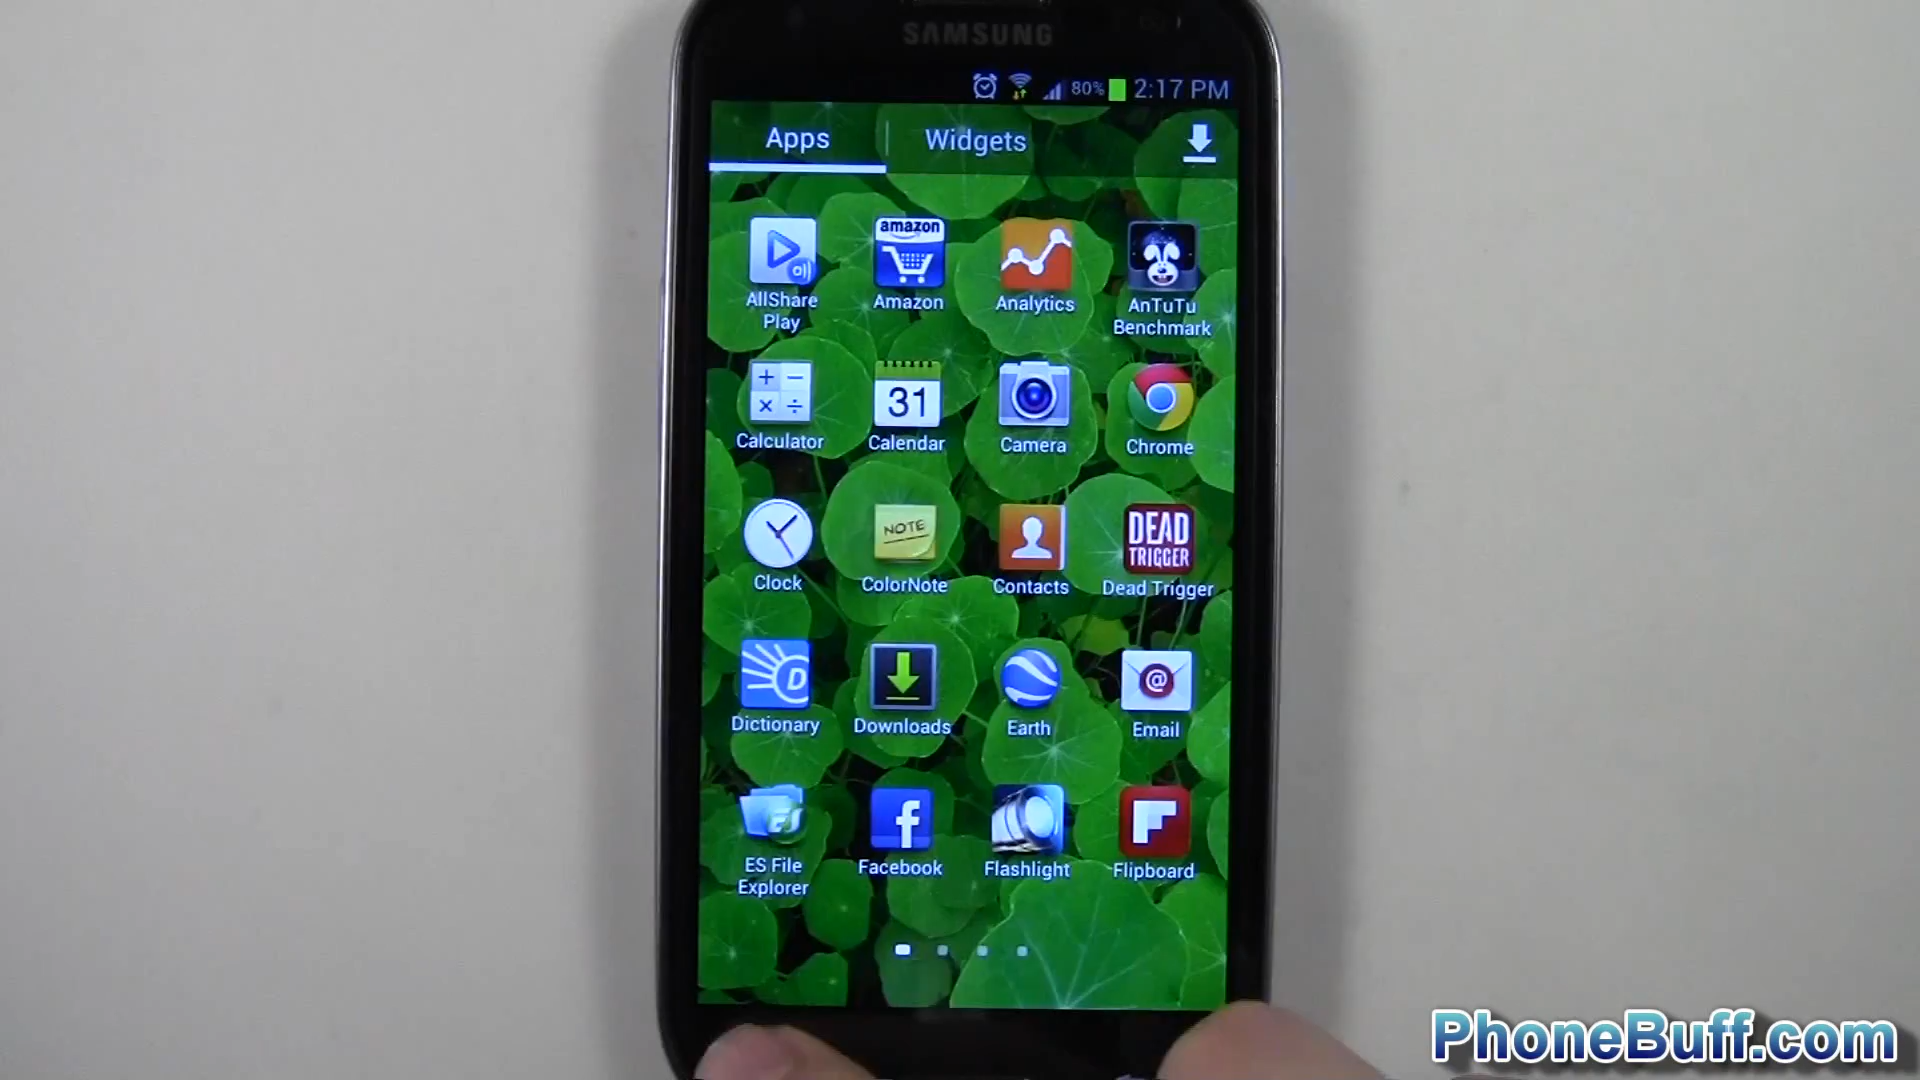 SAMSUNG
80% 2:17 PM
Apps Widgets
amazon
AllShare Play
Amazon
Analytics
AnTuTu Benchmark
31
Calculator
Calendar
Camera
Chrome
NOTE
DEAD TRIGGER
Clock
ColorNote
Contacts
Dead Trigger
D
@
Dictionary
Downloads
Earth
Email
ES
f
ES File Explorer
Facebook
Flashlight
Flipboard
PhoneBuff.com